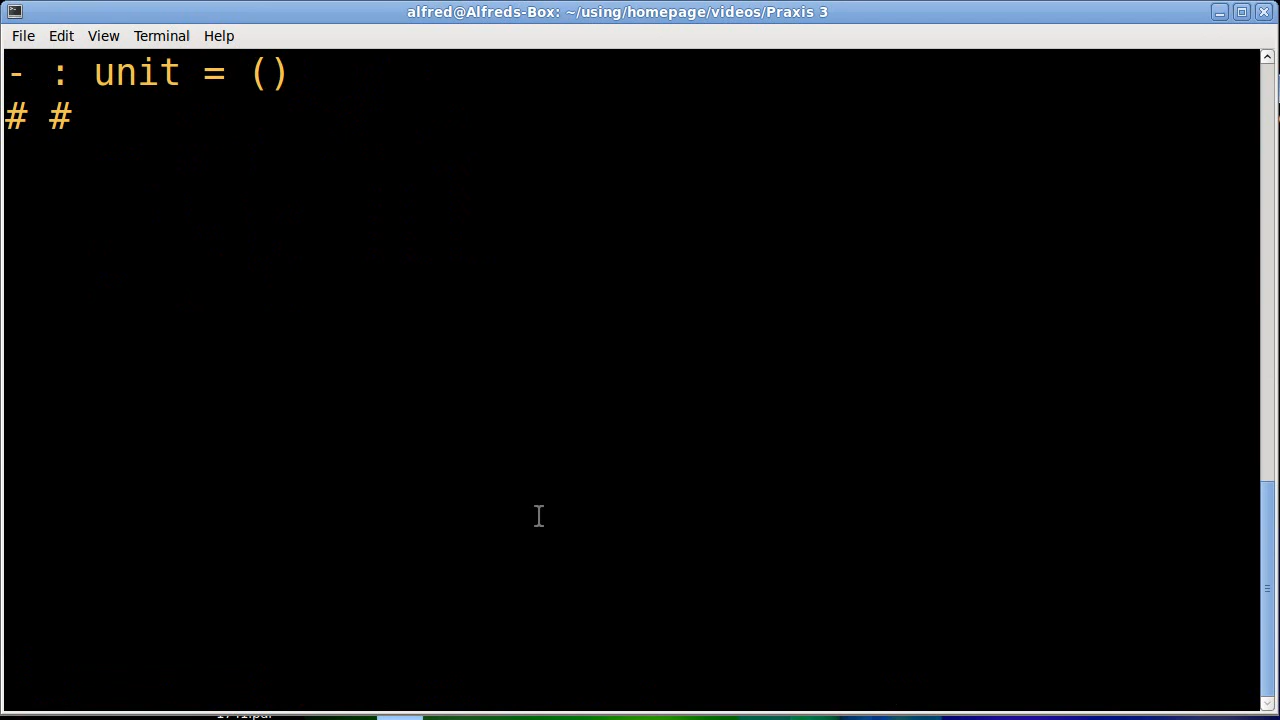 alfred@Alfreds-Box: ~/using/homepage/videos/Praxis 3
File Edit View Terminal Help
- : unit = ()
# #